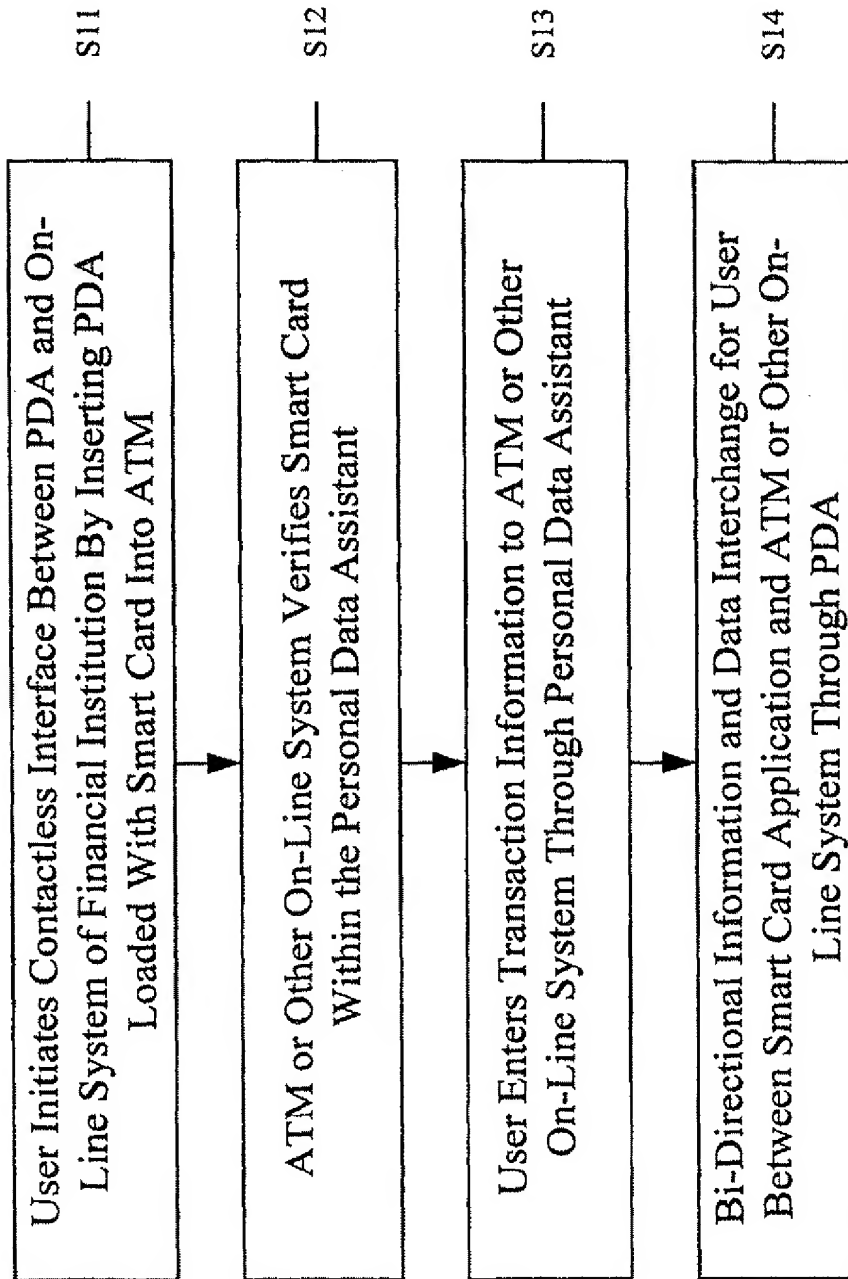 User Initiates Contactless Interface Between PDA and On-
Line System of Financial Institution By Inserting PDA
Loaded With Smart Card Into ATM
S11
ATM or Other On-Line System Verifies Smart Card
Within the Personal Data Assistant
S12
User Enters Transaction Information to ATM or Other
On-Line System Through Personal Data Assistant
S13
Bi-Directional Information and Data Interchange for User
Between Smart Card Application and ATM or Other On-
Line System Through PDA
S14